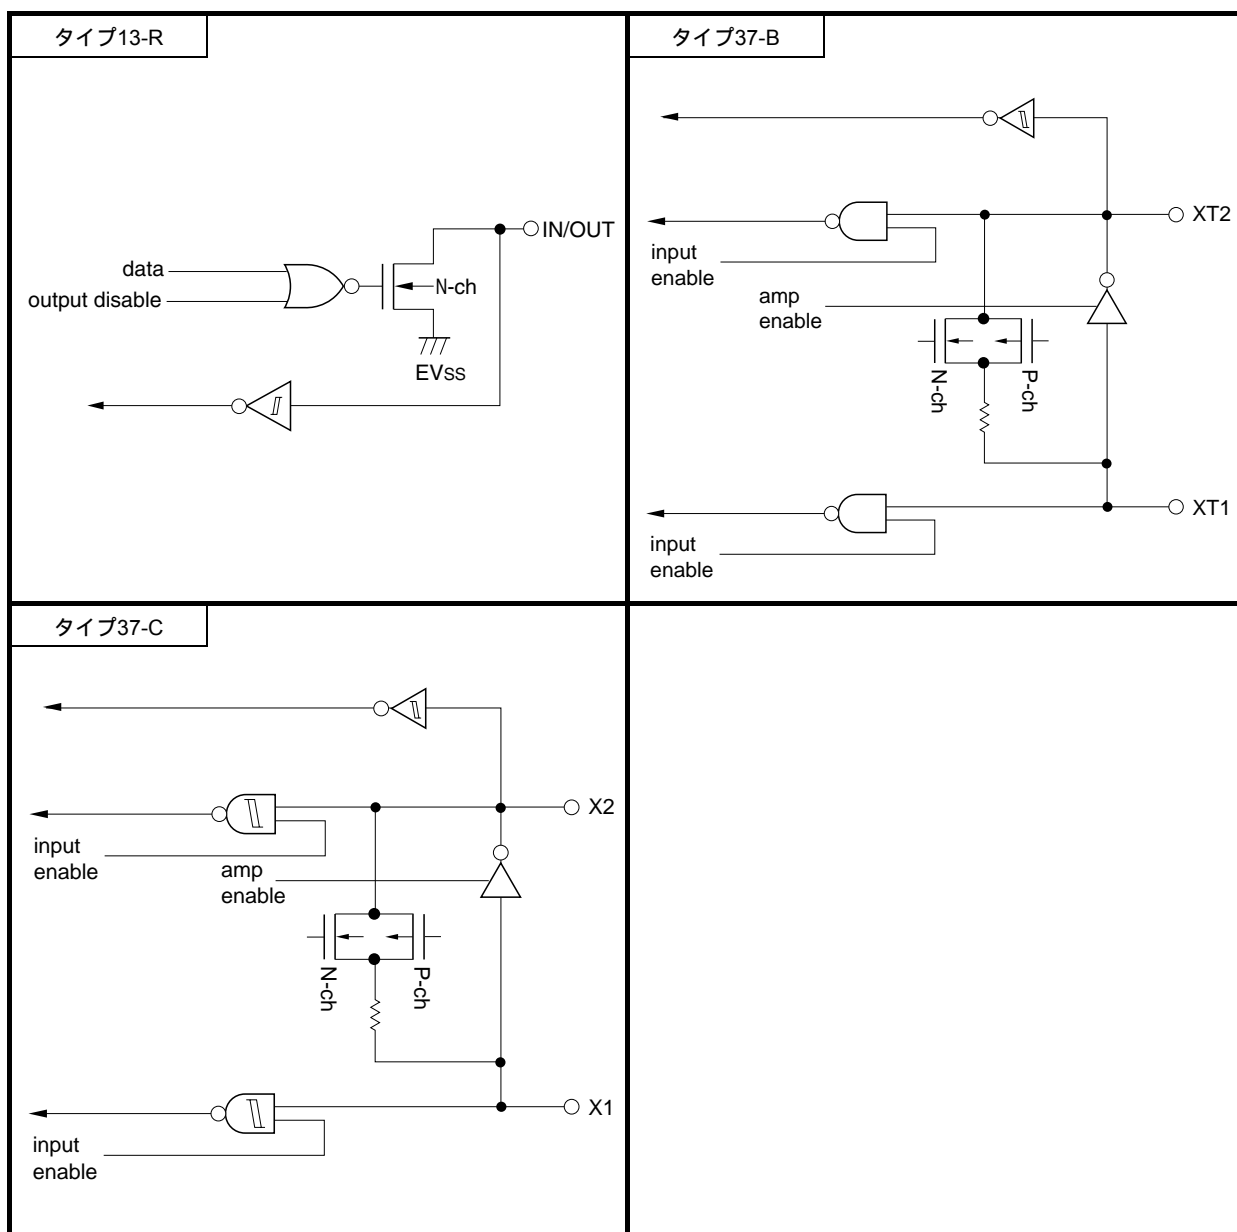 タイプ13-R
IN/OUT
data
N-ch
output disable
EVSS
タイプ37-B
XT2
input
enable
amp
enable
N-ch
P-ch
XT1
input
enable
タイプ37-C
X2
input
enable
amp
enable
N-ch
P-ch
X1
input
enable